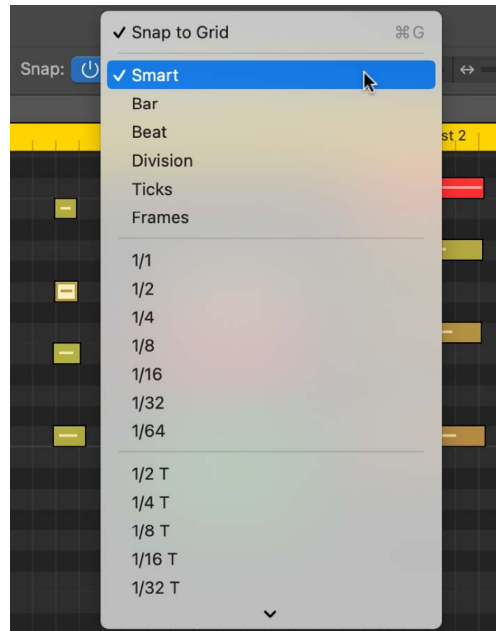 ✓ Snap to Grid ⌘G
Snap:
✓ Smart
Bar
st 2
Beat
Division
Ticks
Frames
1/1
1/2
1/4
1/8
1/16
1/32
1/64
1/2 T
1/4 T
1/8 T
1/16 T
1/32 T